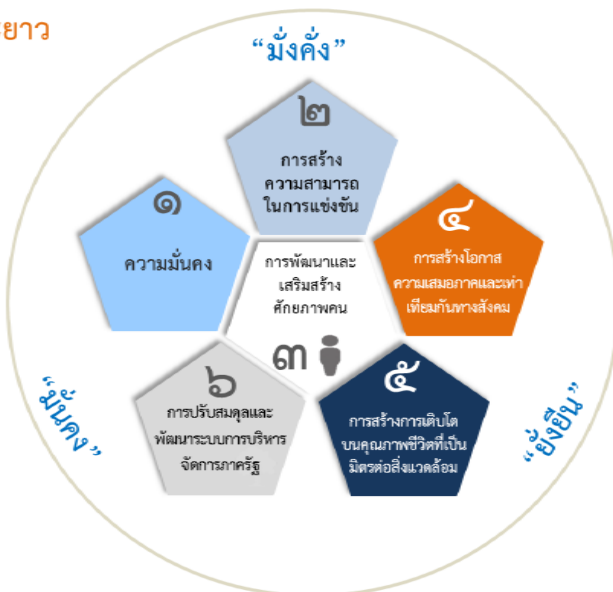 ะยาว
“มั่งคั่ง”
๒
การสร้าง
ความสามารถ
ในการแข่งขัน
๑
ความมั่นคง
๔
การสร้างโอกาส
ความเสมอภาคและเท่า
เทียมกันทางสังคม
การพัฒนาและ
เสริมสร้าง
ศักยภาพคน
๓
๖
การปรับสมดุลและ
พัฒนาระบบการบริหาร
จัดการภาครัฐ
๕
การสร้างการเติบโต
บนคุณภาพชีวิตที่เป็น
มิตรต่อสิ่งแวดล้อม
“มั่นคง”
“ยั่งยืน”